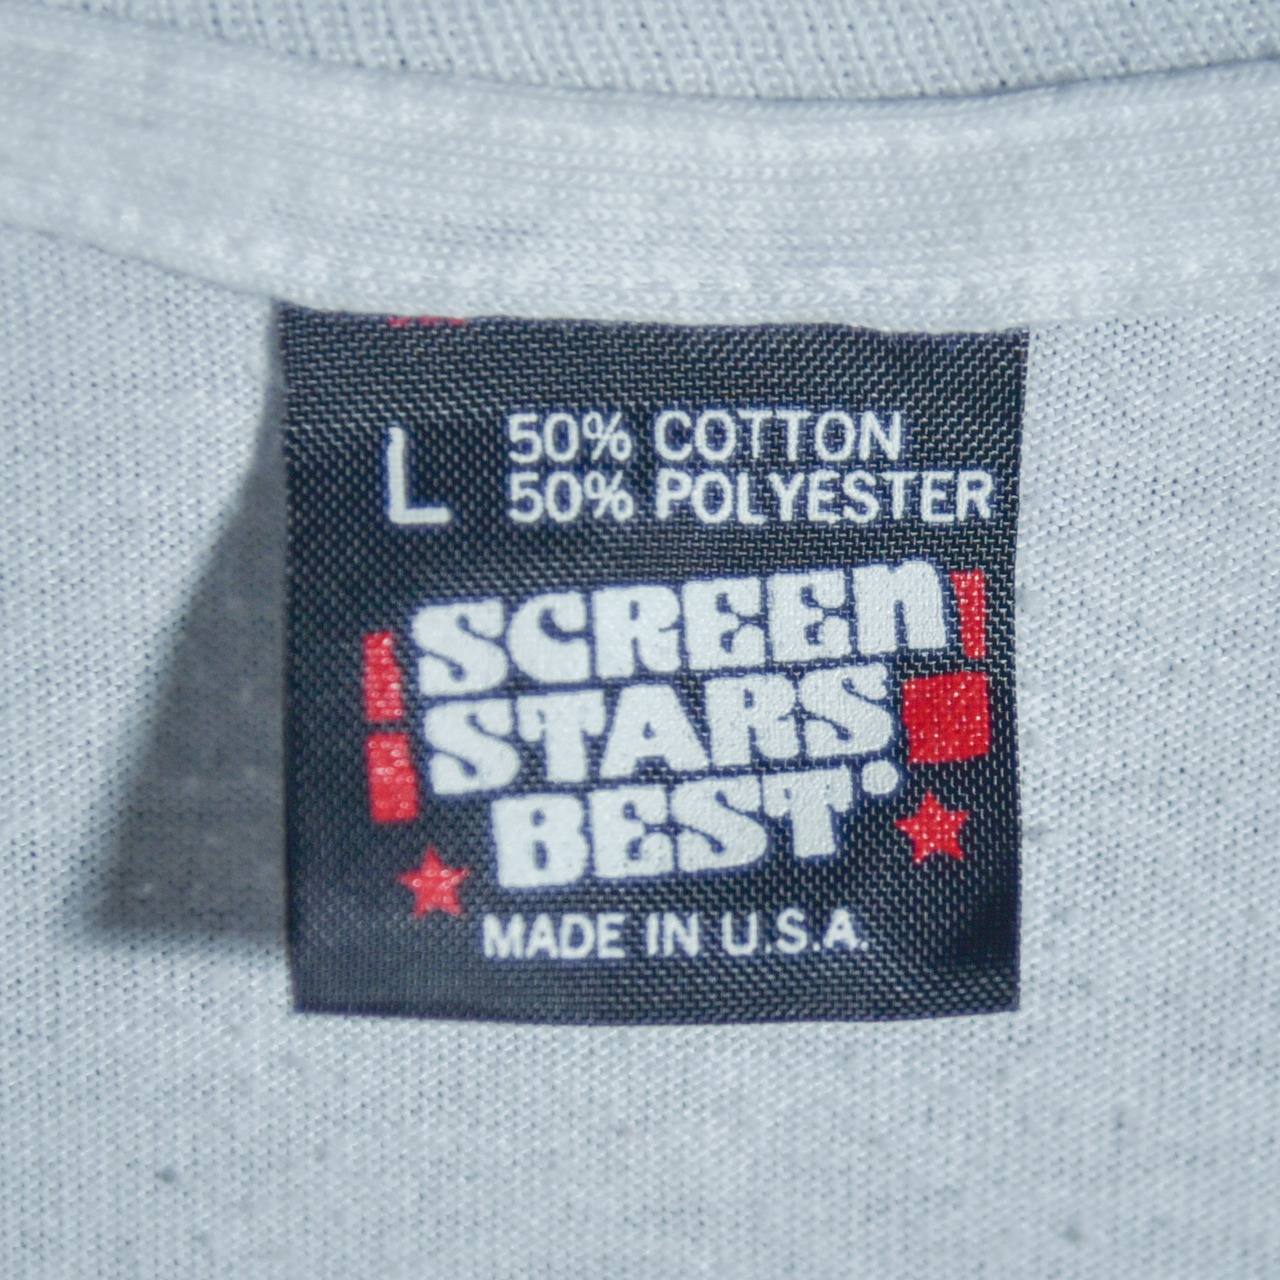 L
50% COTTON
50% POLYESTER
SCREEn
STARS
BEST
MADE IN U.S.A.